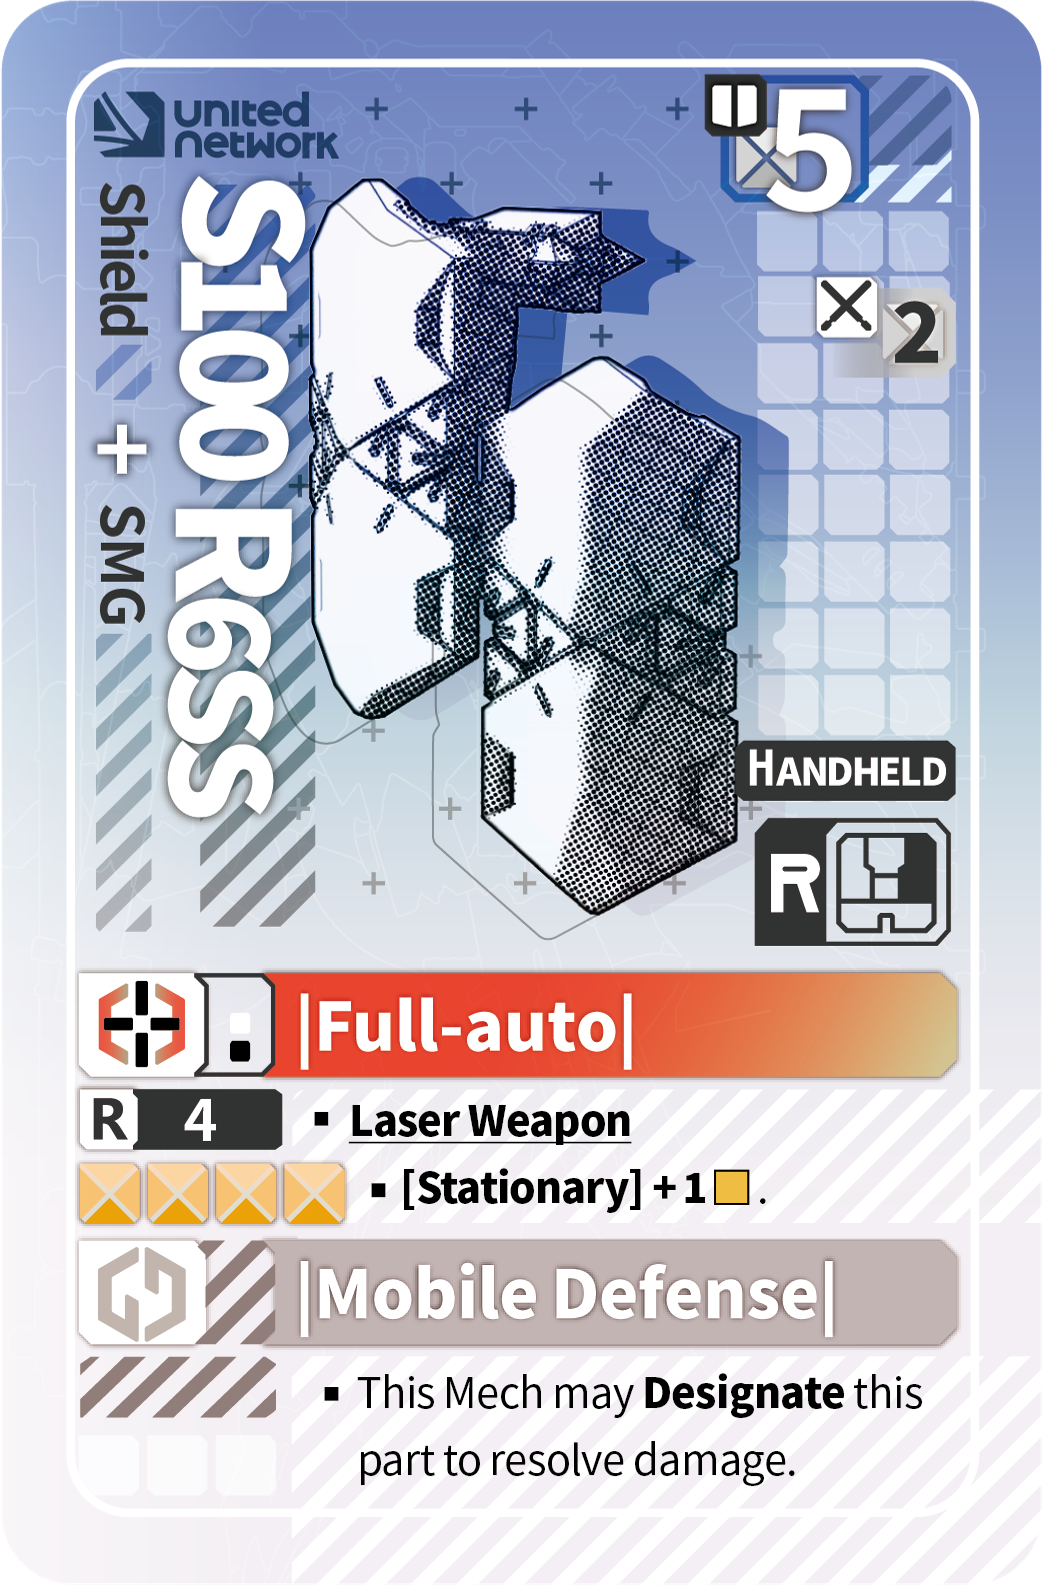 UNITED
NETWORK
Shield + SMG
S100 R6SS
5
2
HANDHELD
R
|Full-auto|
R 4
▪ Laser Weapon
▪ [Stationary] +1 .
|Mobile Defense|
▪ This Mech may Designate this
part to resolve damage.